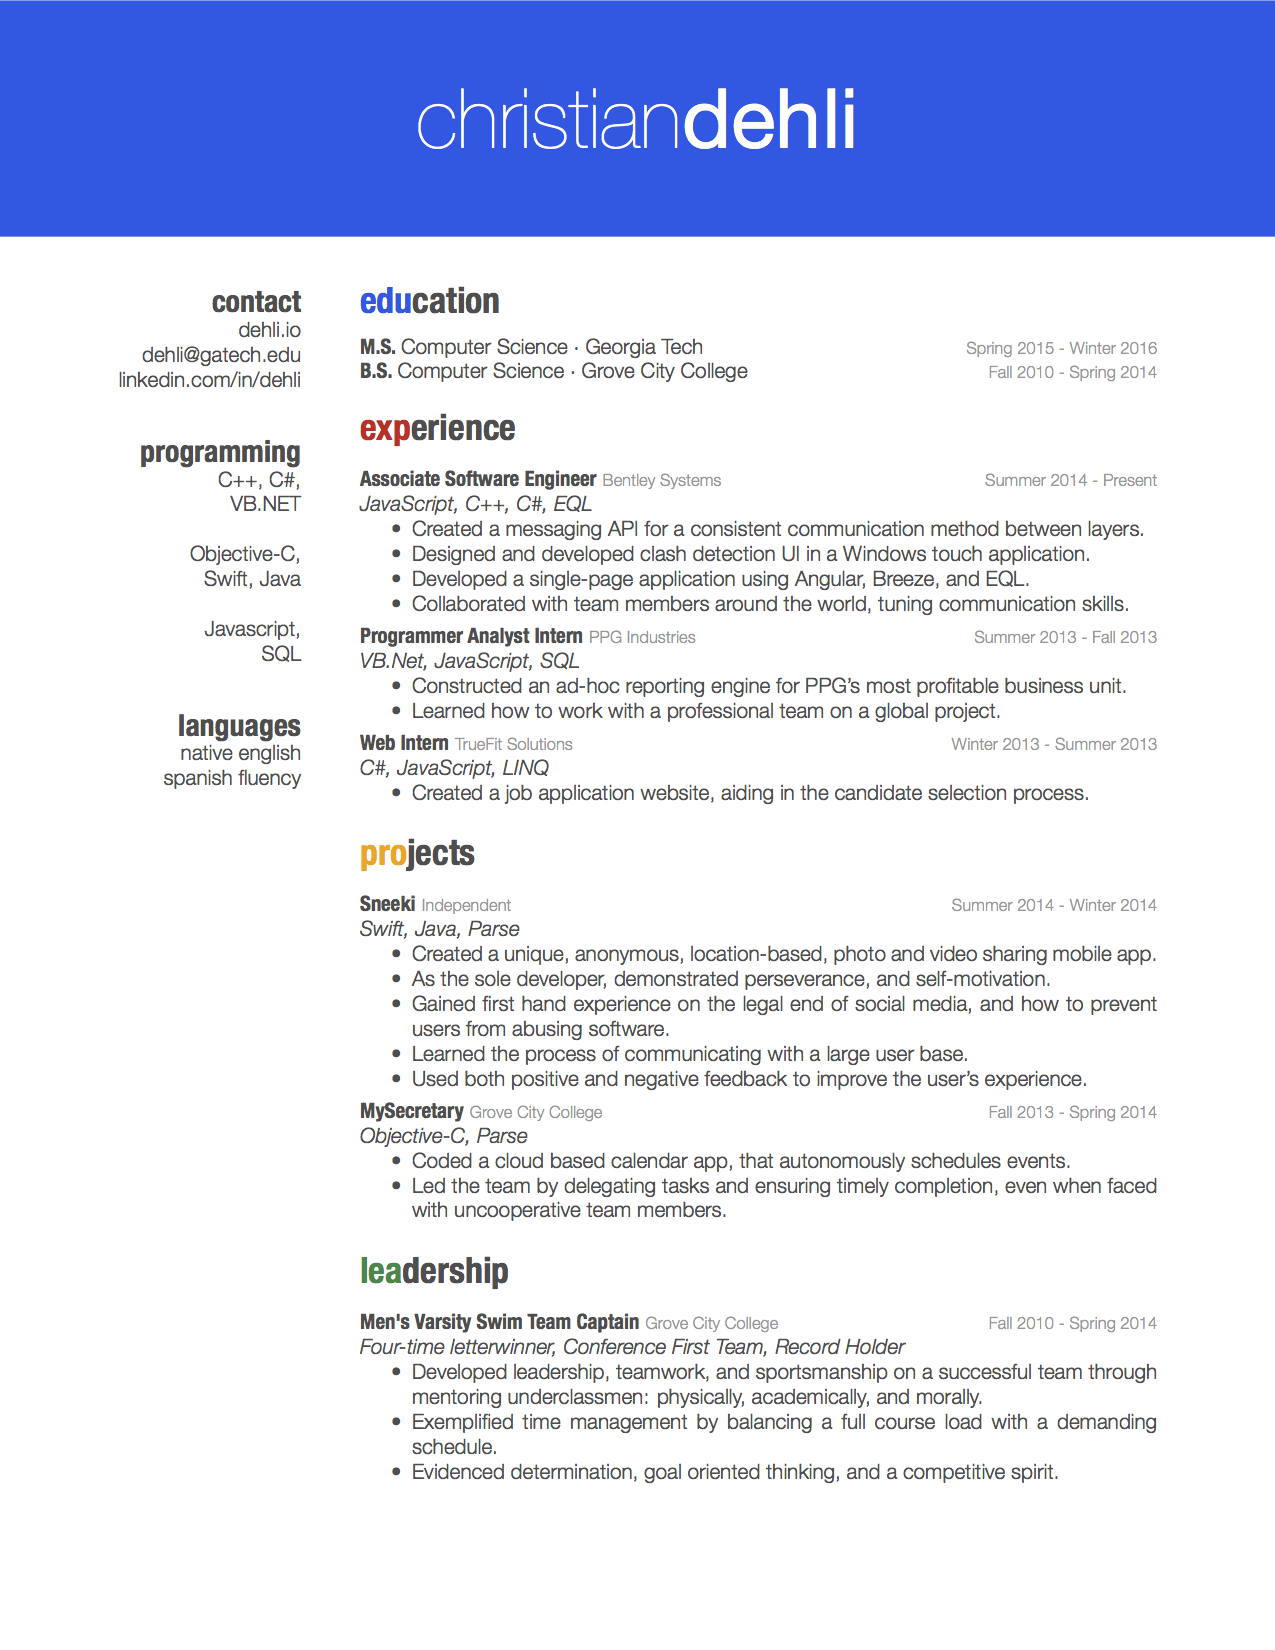 christiandehli
contact
dehli.io
dehli@gatech.edu
linkedin.com/in/dehli
programming
C++, C#,
VB.NET
Objective-C,
Swift, Java
Javascript,
SQL
languages
native english
spanish fluency
education
M.S. Computer Science · Georgia Tech Spring 2015 - Winter 2016
B.S. Computer Science · Grove City College Fall 2010 - Spring 2014
experience
Associate Software Engineer Bentley Systems Summer 2014 - Present
JavaScript, C++, C#, EQL
• Created a messaging API for a consistent communication method between layers.
• Designed and developed clash detection UI in a Windows touch application.
• Developed a single-page application using Angular, Breeze, and EQL.
• Collaborated with team members around the world, tuning communication skills.
Programmer Analyst Intern PPG Industries Summer 2013 - Fall 2013
VB.Net, JavaScript, SQL
• Constructed an ad-hoc reporting engine for PPG’s most profitable business unit.
• Learned how to work with a professional team on a global project.
Web Intern TrueFit Solutions Winter 2013 - Summer 2013
C#, JavaScript, LINQ
• Created a job application website, aiding in the candidate selection process.
projects
Sneeki Independent Summer 2014 - Winter 2014
Swift, Java, Parse
• Created a unique, anonymous, location-based, photo and video sharing mobile app.
• As the sole developer, demonstrated perseverance, and self-motivation.
• Gained first hand experience on the legal end of social media, and how to prevent
users from abusing software.
• Learned the process of communicating with a large user base.
• Used both positive and negative feedback to improve the user’s experience.
MySecretary Grove City College Fall 2013 - Spring 2014
Objective-C, Parse
• Coded a cloud based calendar app, that autonomously schedules events.
• Led the team by delegating tasks and ensuring timely completion, even when faced
with uncooperative team members.
leadership
Men's Varsity Swim Team Captain Grove City College Fall 2010 - Spring 2014
Four-time letterwinner, Conference First Team, Record Holder
• Developed leadership, teamwork, and sportsmanship on a successful team through
mentoring underclassmen: physically, academically, and morally.
• Exemplified time management by balancing a full course load with a demanding
schedule.
• Evidenced determination, goal oriented thinking, and a competitive spirit.